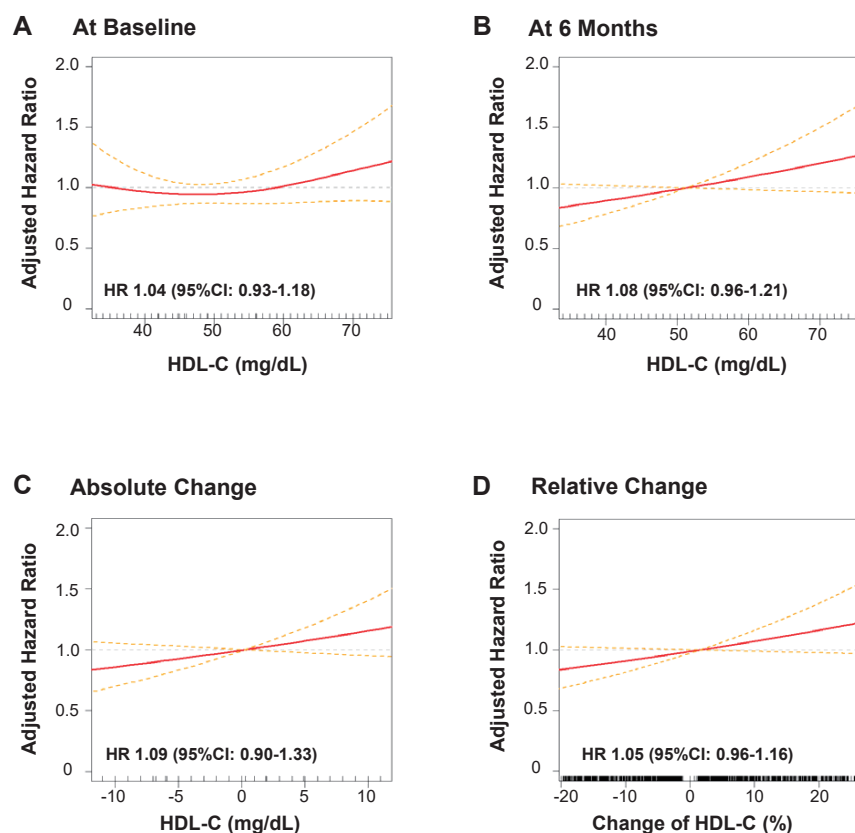 A At Baseline
2.0
1.5
1.0
0.5
0
Adjusted Hazard Ratio
HR 1.04 (95%CI: 0.93-1.18)
40 50 60 70
HDL-C (mg/dL)
B At 6 Months
2.0
1.5
1.0
0.5
0
Adjusted Hazard Ratio
HR 1.08 (95%CI: 0.96-1.21)
40 50 60 70
HDL-C (mg/dL)
C Absolute Change
2.0
1.5
1.0
0.5
0
Adjusted Hazard Ratio
HR 1.09 (95%CI: 0.90-1.33)
-10 -5 0 5 10
HDL-C (mg/dL)
D Relative Change
2.0
1.5
1.0
0.5
0
Adjusted Hazard Ratio
HR 1.05 (95%CI: 0.96-1.16)
-20 -10 0 10 20
Change of HDL-C (%)